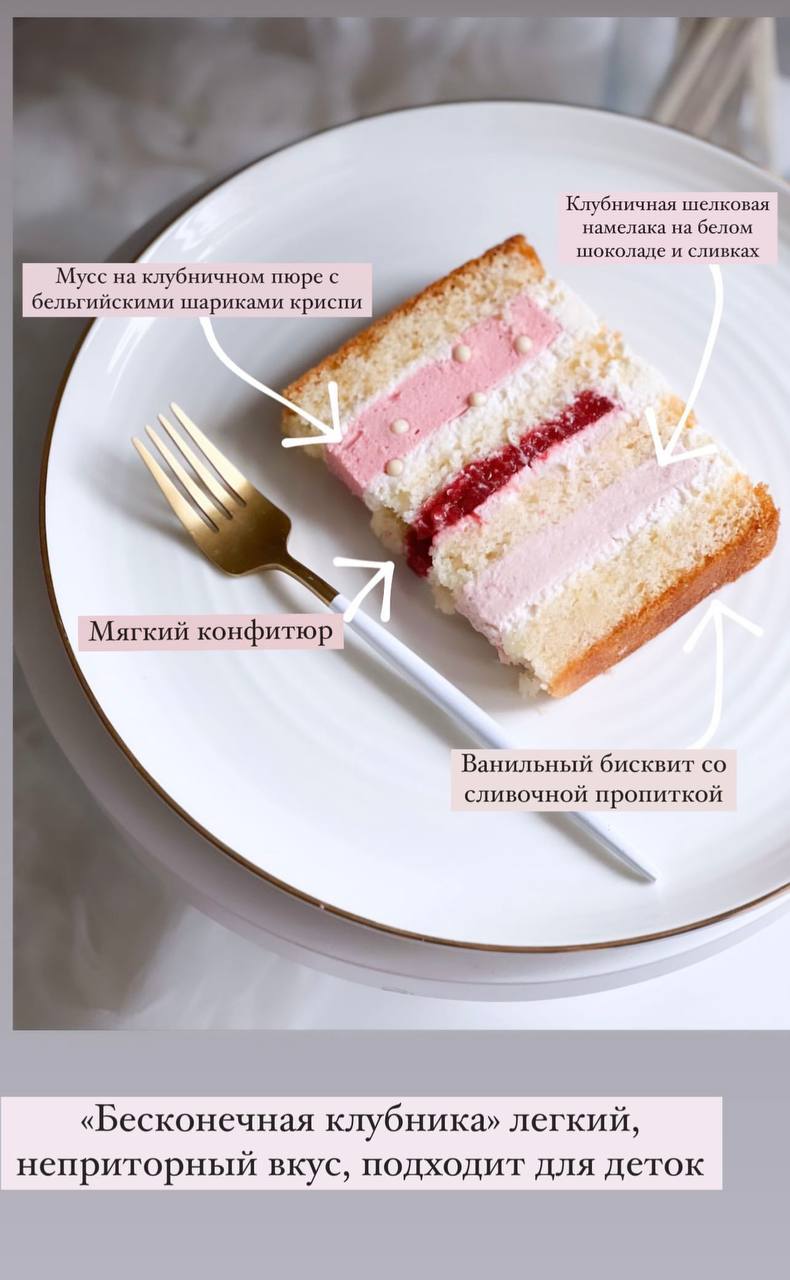 Клубничная шелковая
намелака на белом
шоколаде и сливках
Мусс на клубничном пюре с
бельгийскими шариками криспи
Мягкий конфитюр
Ванильный бисквит со
сливочной пропиткой
«Бесконечная клубника» легкий,
неприторный вкус, подходит для деток